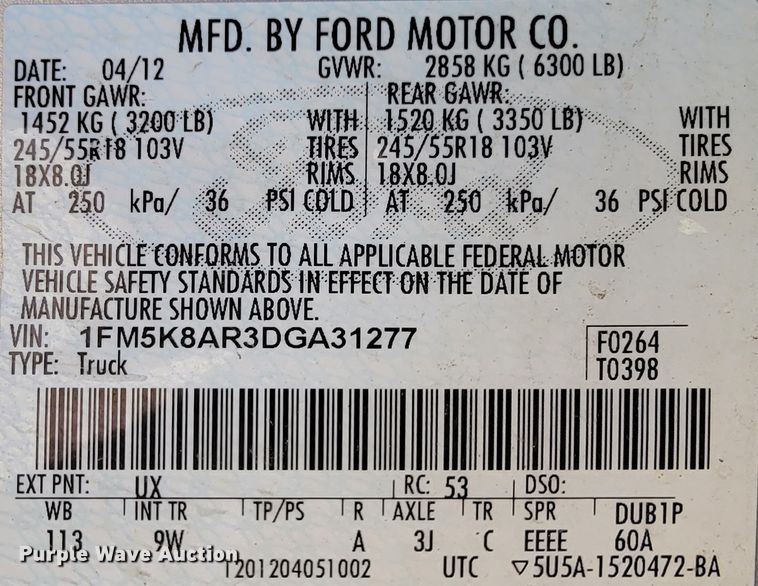 MFD. BY FORD MOTOR CO.
DATE: 04/12 GVWR: 2858 KG ( 6300 LB)
FRONT GAWR: REAR GAWR:
1452 KG ( 3200 LB) WITH 1520 KG ( 3350 LB) WITH
245/55R18 103V TIRES 245/55R18 103V TIRES
18X8.0J RIMS 18X8.0J RIMS
AT 250 kPa/ 36 PSI COLD AT 250 kPa/ 36 PSI COLD
THIS VEHICLE CONFORMS TO ALL APPLICABLE FEDERAL MOTOR
VEHICLE SAFETY STANDARDS IN EFFECT ON THE DATE OF
MANUFACTURE SHOWN ABOVE.
VIN: 1FM5K8AR3DGA31277 F0264
TYPE: Truck T0398
EXT PNT: UX RC: 53 DSO:
WB INT TR TP/PS R AXLE TR SPR DUB1P
113 9W A 3J C EEEE 60A
Purple Wave Auction
T201204051002 UTC ▽5U5A-1520472-BA